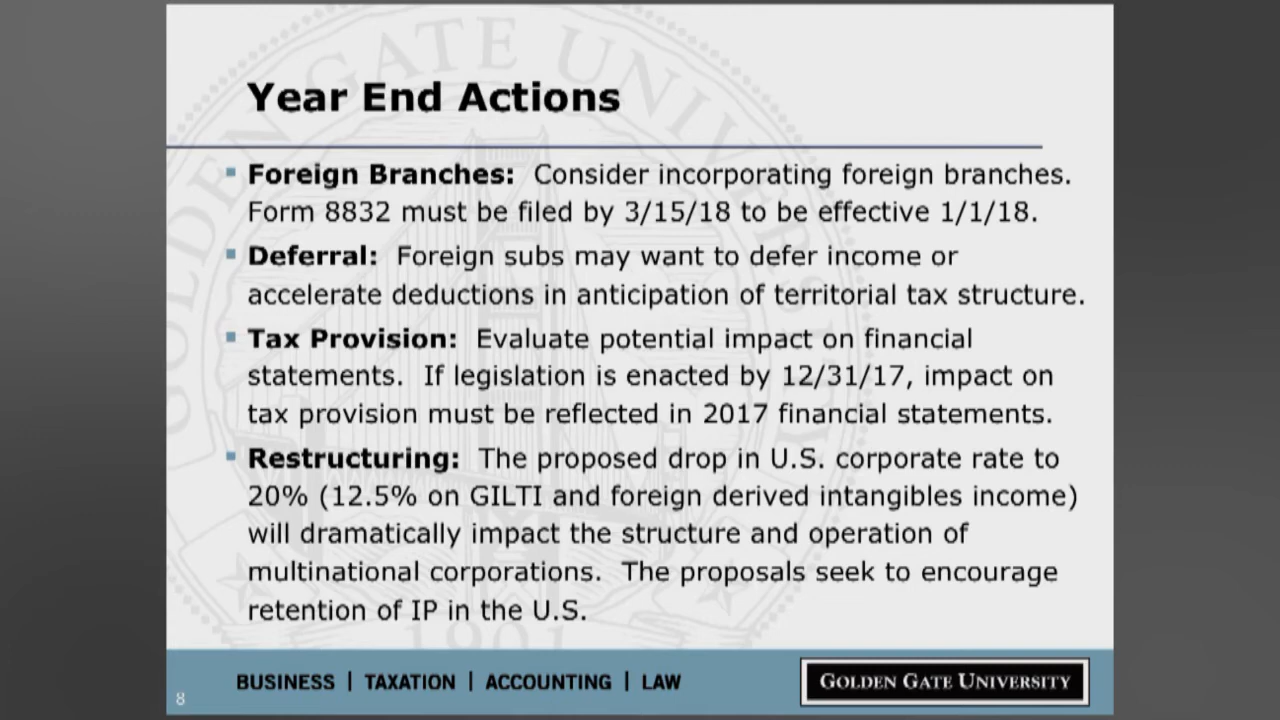 Year End Actions
Foreign Branches: Consider incorporating foreign branches.
Form 8832 must be filed by 3/15/18 to be effective 1/1/18.
Deferral: Foreign subs may want to defer income or
accelerate deductions in anticipation of territorial tax structure.
Tax Provision: Evaluate potential impact on financial
statements. If legislation is enacted by 12/31/17, impact on
tax provision must be reflected in 2017 financial statements.
Restructuring: The proposed drop in U.S. corporate rate to
20% (12.5% on GILTI and foreign derived intangibles income)
will dramatically impact the structure and operation of
multinational corporations. The proposals seek to encourage
retention of IP in the U.S.
GOLDEN GATE UNIVERSITY
1901
8
BUSINESS | TAXATION | ACCOUNTING | LAW
GOLDEN GATE UNIVERSITY